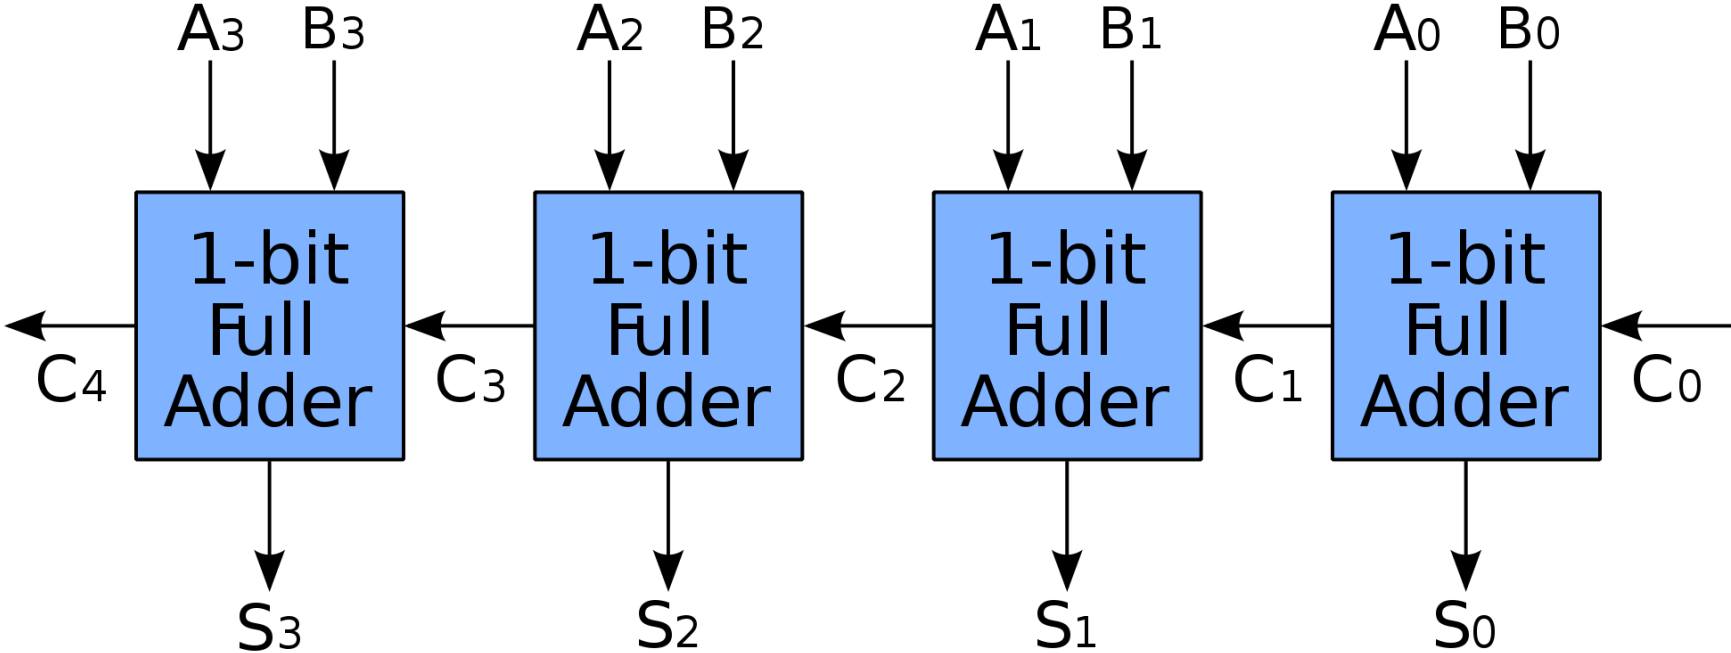 A3 B3 A2 B2 A1 B1 A0 B0
1-bit Full Adder
1-bit Full Adder
1-bit Full Adder
1-bit Full Adder
C4 C3 C2 C1 C0
S3 S2 S1 S0